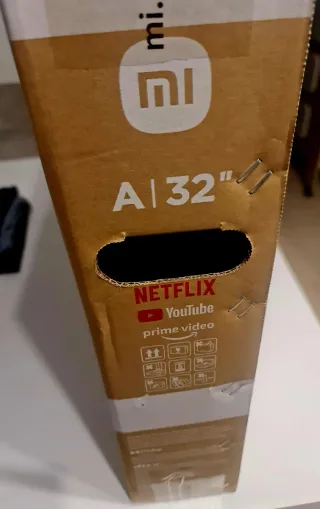 mi.
mi
A | 32"
NETFLIX
YouTube
prime video